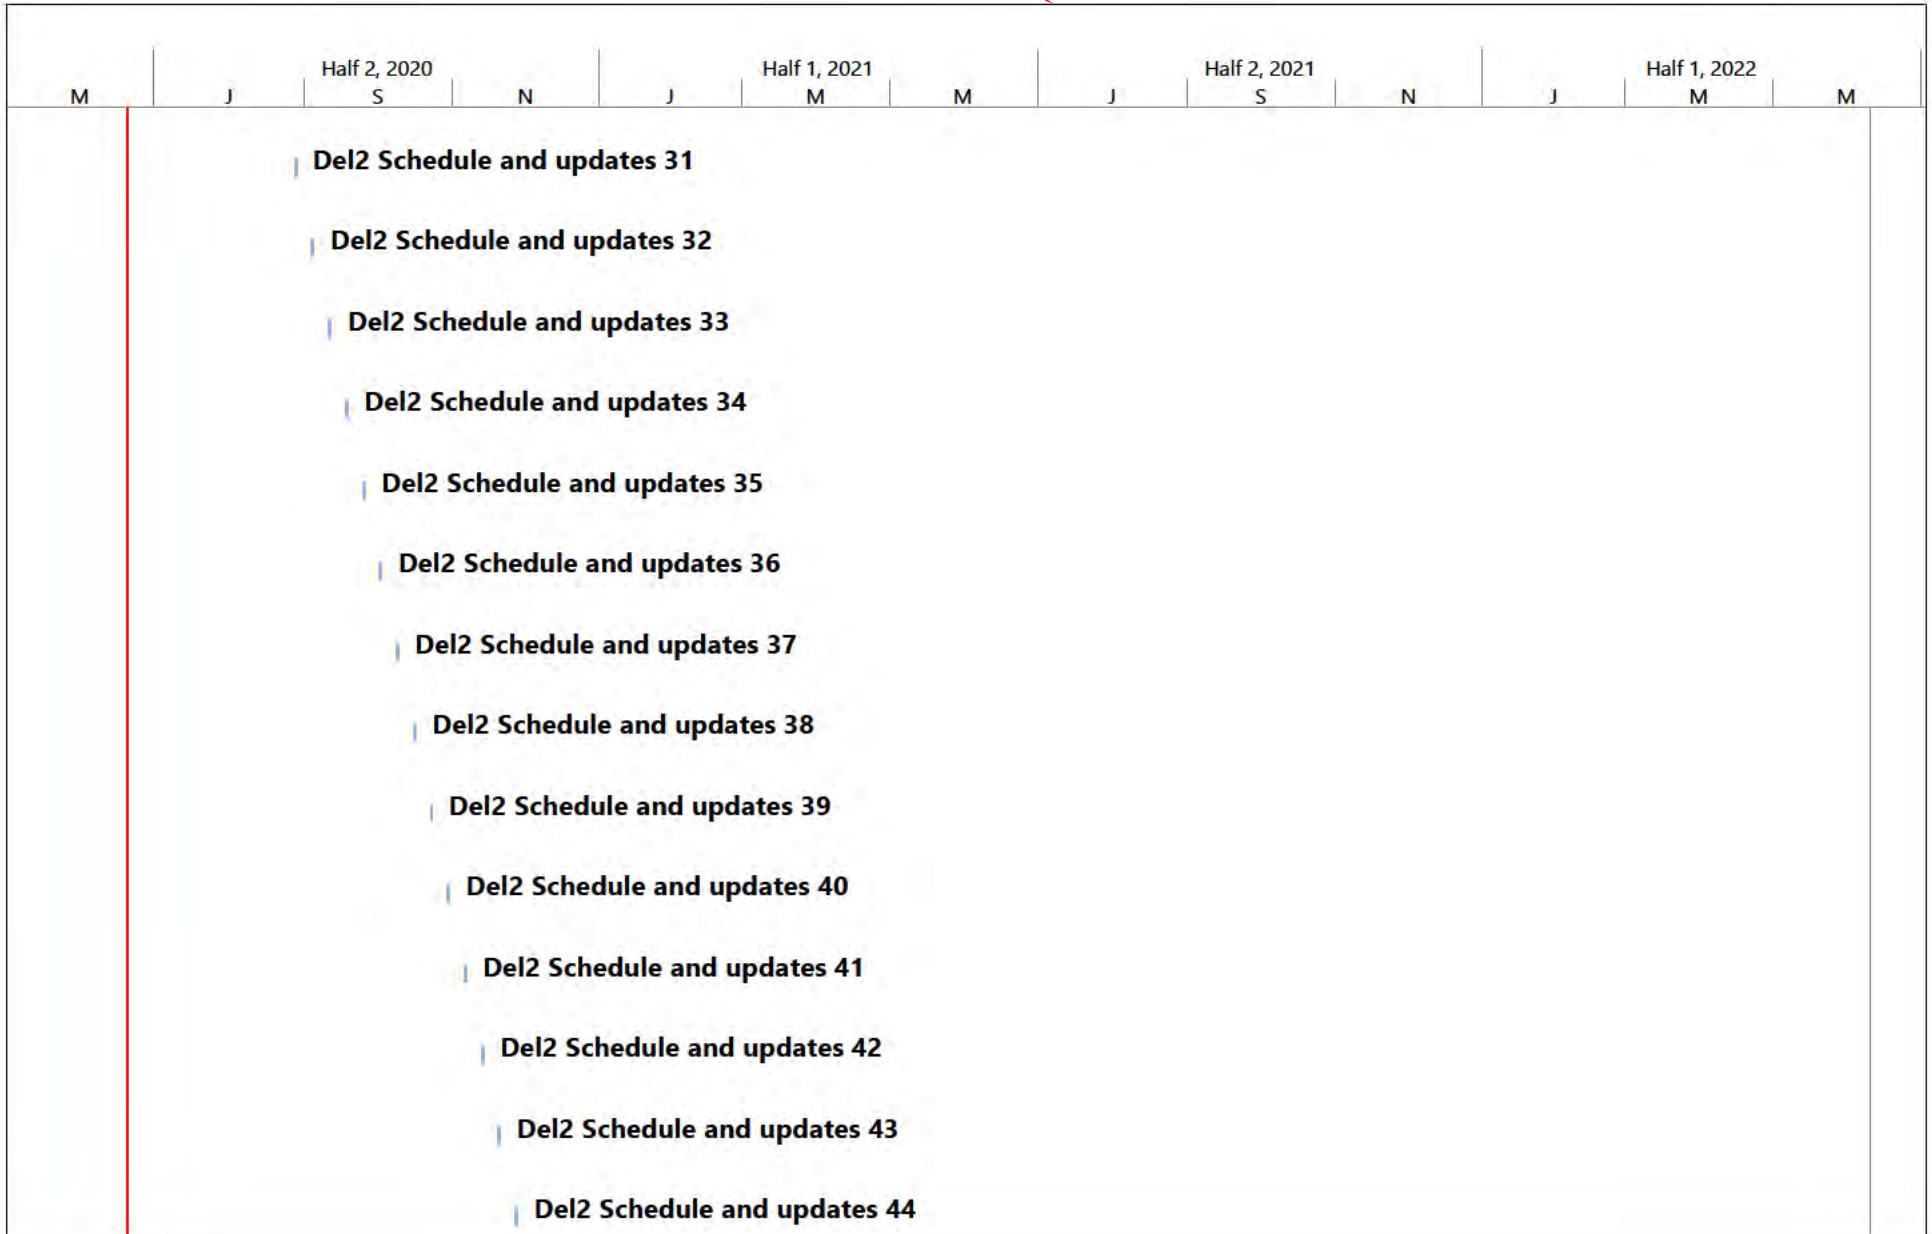 Half 2, 2020 Half 1, 2021 Half 2, 2021 Half 1, 2022
M J S N J M M J S N J M M
Del2 Schedule and updates 31
Del2 Schedule and updates 32
Del2 Schedule and updates 33
Del2 Schedule and updates 34
Del2 Schedule and updates 35
Del2 Schedule and updates 36
Del2 Schedule and updates 37
Del2 Schedule and updates 38
Del2 Schedule and updates 39
Del2 Schedule and updates 40
Del2 Schedule and updates 41
Del2 Schedule and updates 42
Del2 Schedule and updates 43
Del2 Schedule and updates 44